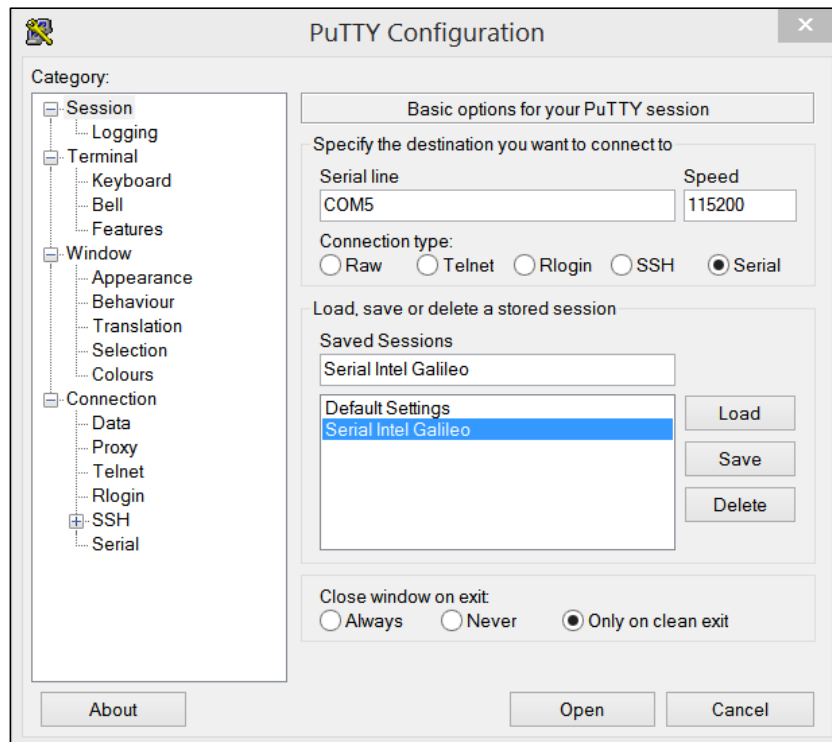 PuTTY Configuration
Category:
Session
Logging
Terminal
Keyboard
Bell
Features
Window
Appearance
Behaviour
Translation
Selection
Colours
Connection
Data
Proxy
Telnet
Rlogin
SSH
Serial
Basic options for your PuTTY session
Specify the destination you want to connect to
Serial line Speed
COM5 115200
Connection type:
Raw Telnet Rlogin SSH Serial
Load, save or delete a stored session
Saved Sessions
Serial Intel Galileo
Default Settings
Serial Intel Galileo
Load
Save
Delete
Close window on exit:
Always Never Only on clean exit
About Open Cancel